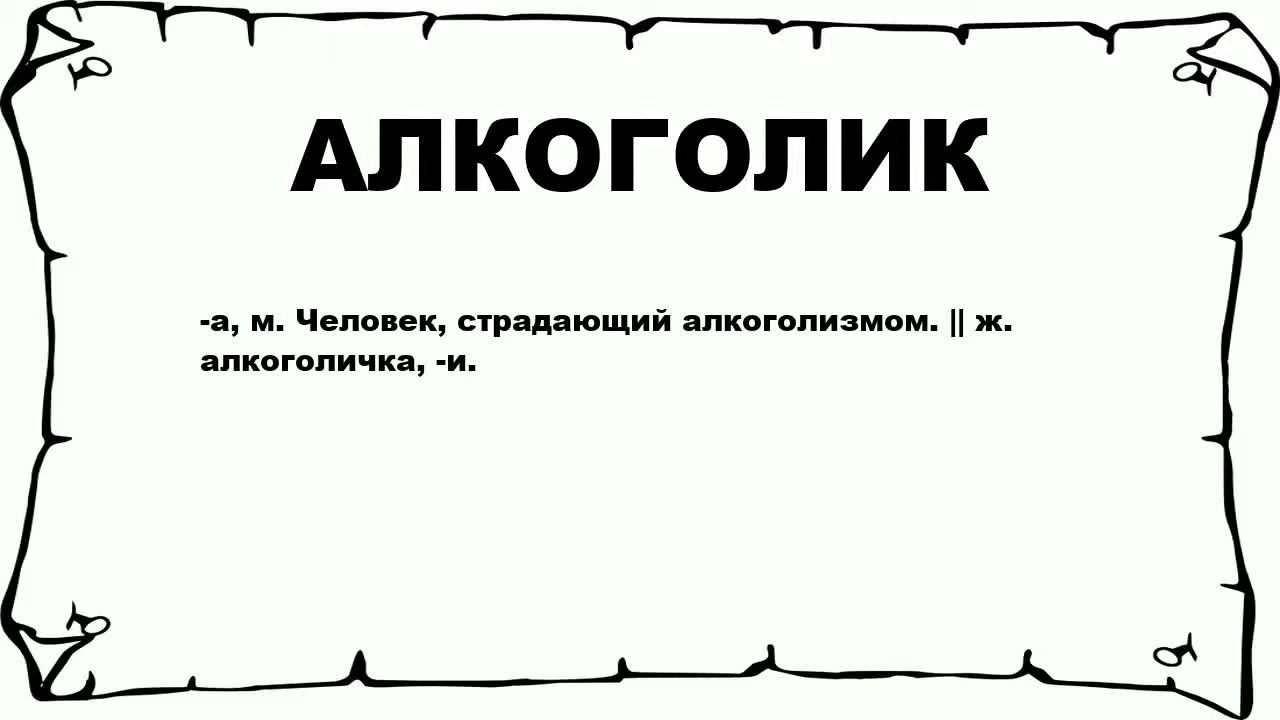 АЛКОГОЛИК
-а, м. Человек, страдающий алкоголизмом. || ж.
алкоголичка, -и.